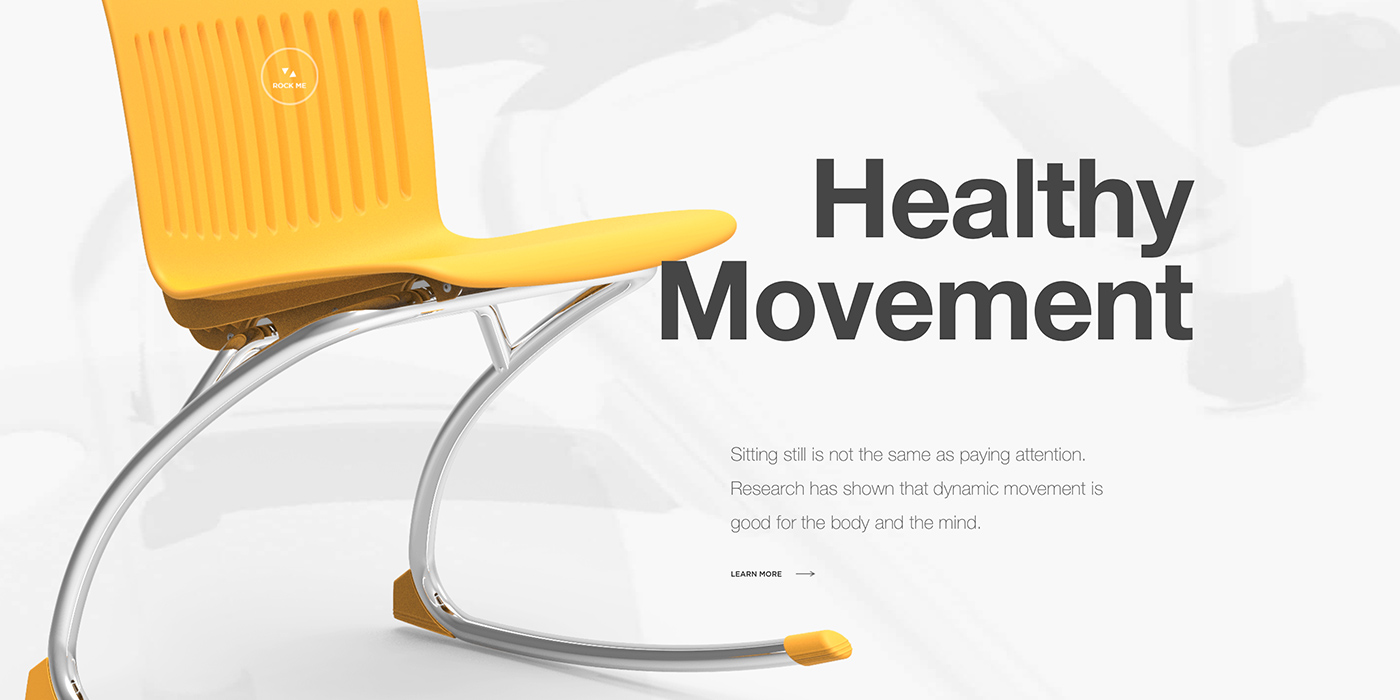 ROCK ME
Healthy
Movement
Sitting still is not the same as paying attention.
Research has shown that dynamic movement is
good for the body and the mind.
LEARN MORE